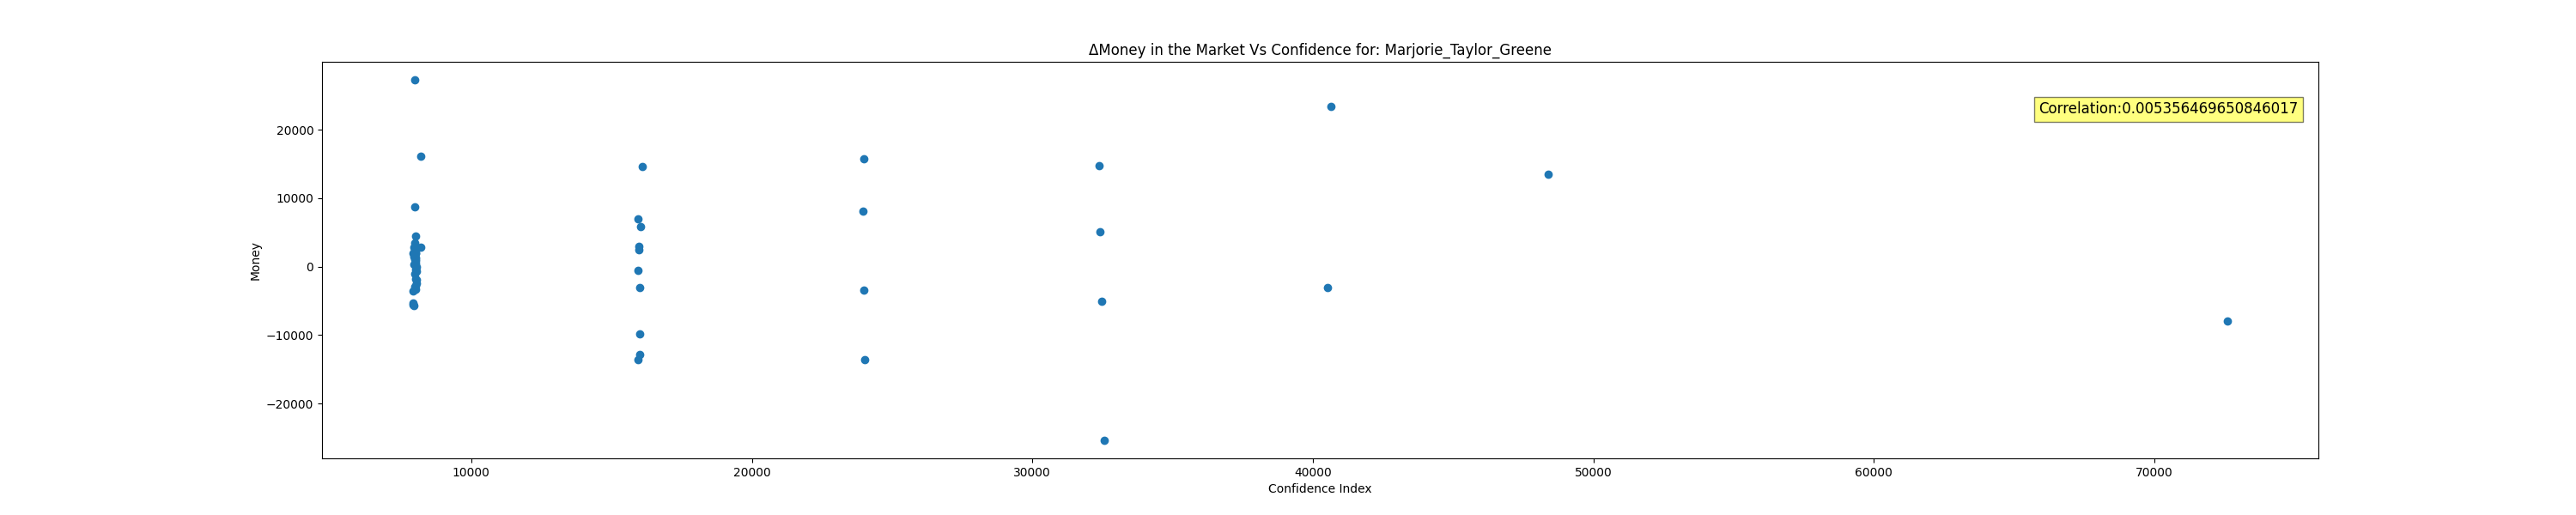 ΔMoney in the Market Vs Confidence for: Marjorie_Taylor_Greene
Correlation:0.005356469650846017
20000
10000
0
−10000
−20000
Money
10000 20000 30000 40000 50000 60000 70000
Confidence Index